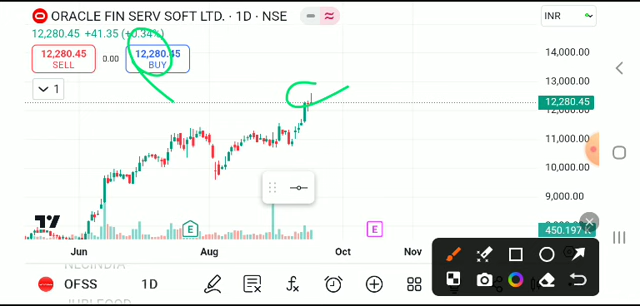 ORACLE FIN SERV SOFT LTD. · 1D · NSE
INR
12,280.45 +41.35 (+0.34%)
12,280.45
SELL
0.00
12,280.45
BUY
1
14,000.00
13,000.00
12,280.45
11,000.00
10,000.00
9,000.00
450.197 K
E
E
Jun
Aug
Oct
Nov
OFSS
1D
fx